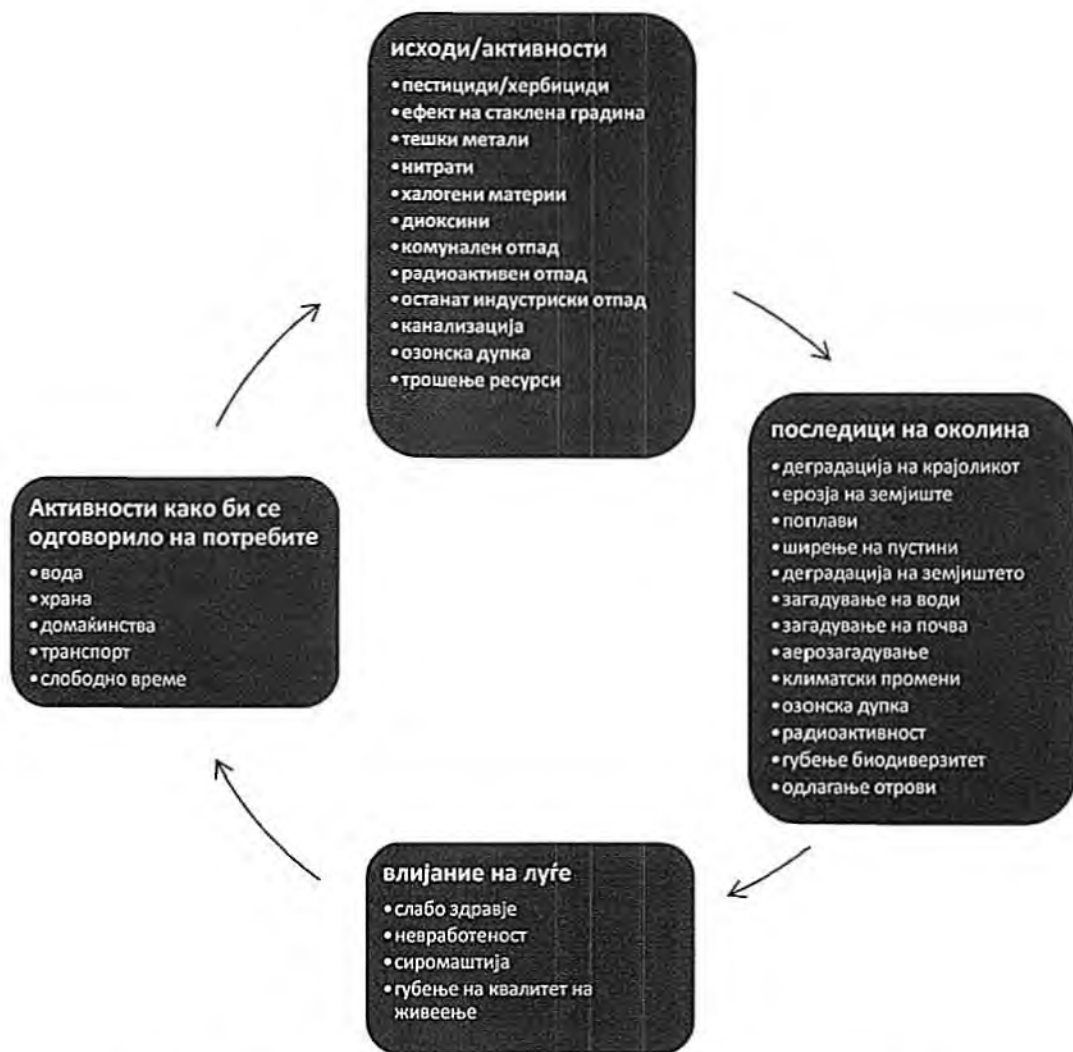 исходи/активности
•пестициди/хербициди
•ефект на стаклена градина
•тешки метали
•нитрати
•халогени материи
•диоксини
•комунален отпад
•радиоактивен отпад
•останат индустриски отпад
•канализација
•озонска дупка
•трошење ресурси
последици на околина
•деградација на крајоликот
•ерозја на земјиште
•поплави
•ширење на пустини
•деградација на земјиштето
•загадување на води
•загадување на почва
•аерозагадување
•климатски промени
•озонска дупка
•радиоактивност
•губење биодиверзитет
•одлагање отрови
влијание на луѓе
•слабо здравје
•невработеност
•сиромаштија
•губење на квалитет на
живеење
Активности како би се
одговорило на потребите
•вода
•храна
•домаќинства
•транспорт
•слободно време